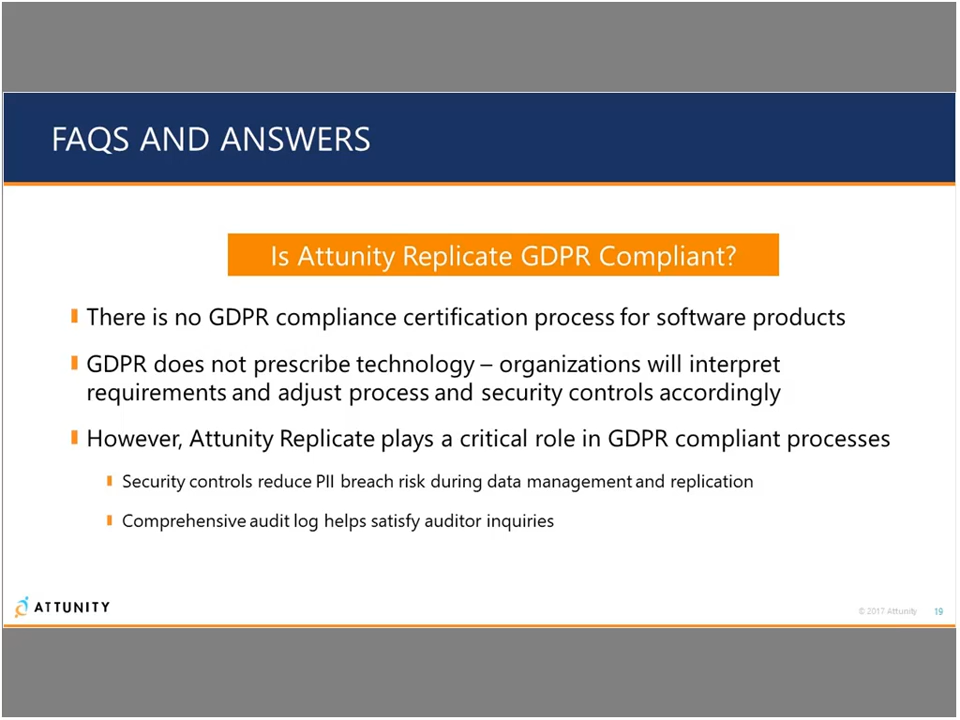 FAQS AND ANSWERS
Is Attunity Replicate GDPR Compliant?
There is no GDPR compliance certification process for software products
GDPR does not prescribe technology – organizations will interpret
requirements and adjust process and security controls accordingly
However, Attunity Replicate plays a critical role in GDPR compliant processes
Security controls reduce PII breach risk during data management and replication
Comprehensive audit log helps satisfy auditor inquiries
ATTUNITY
© 2017 Attunity 19